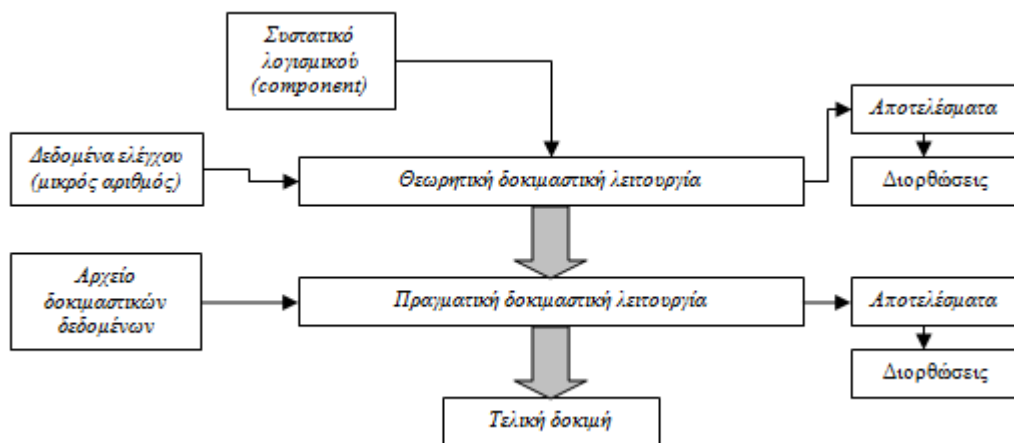 Συστατικό
λογισμικού
(component)
Αποτελέσματα
Δεδομένα ελέγχου
(μικρός αριθμός)
Θεωρητική δοκιμαστική λειτουργία
Διορθώσεις
Αρχείο
δοκιμαστικών
δεδομένων
Πραγματική δοκιμαστική λειτουργία
Αποτελέσματα
Διορθώσεις
Τελική δοκιμή